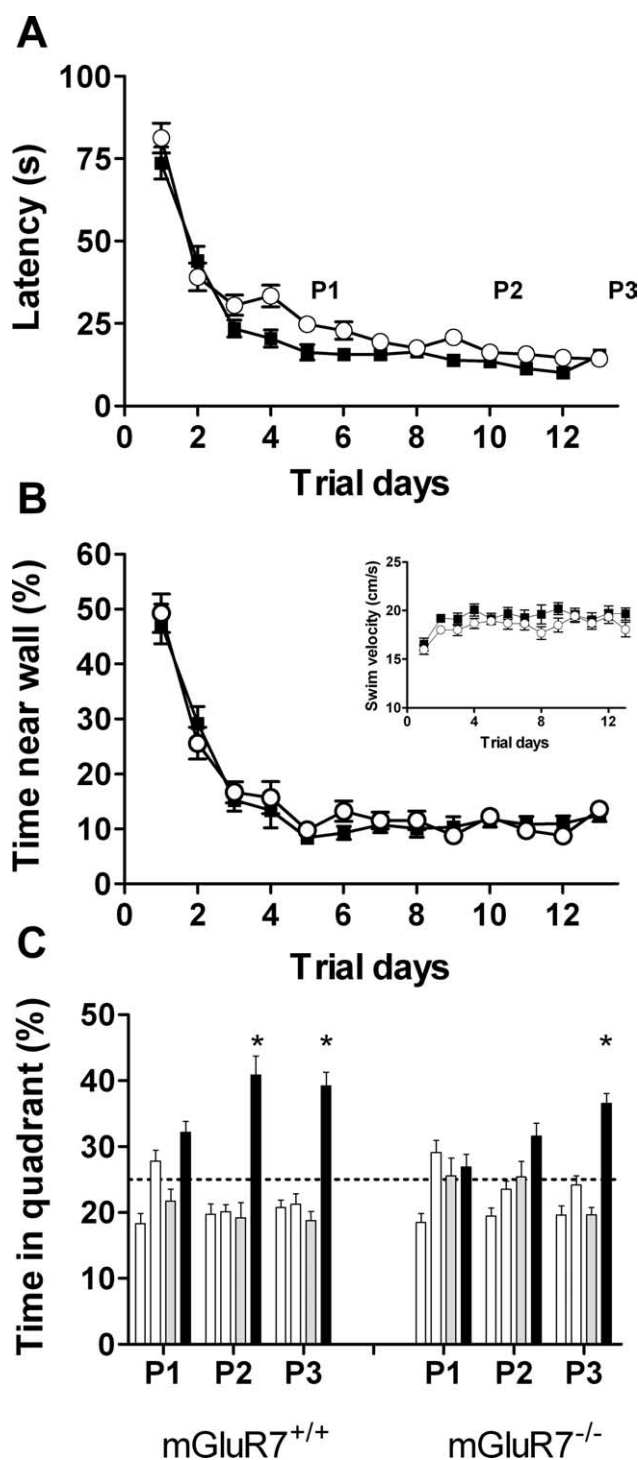 A
Latency (s)
100
75
50
25
0
P1 P2 P3
0 2 4 6 8 10 12
Trial days
B
Time near wall (%)
60
50
40
30
20
10
0
Swim velocity (cm/s)
25
20
15
10
0 4 8 12
Trial days
0 2 4 6 8 10 12
Trial days
C
Time in quadrant (%)
50
40
30
20
10
0
* * *
P1 P2 P3 P1 P2 P3
mGluR7+/+ mGluR7-/-